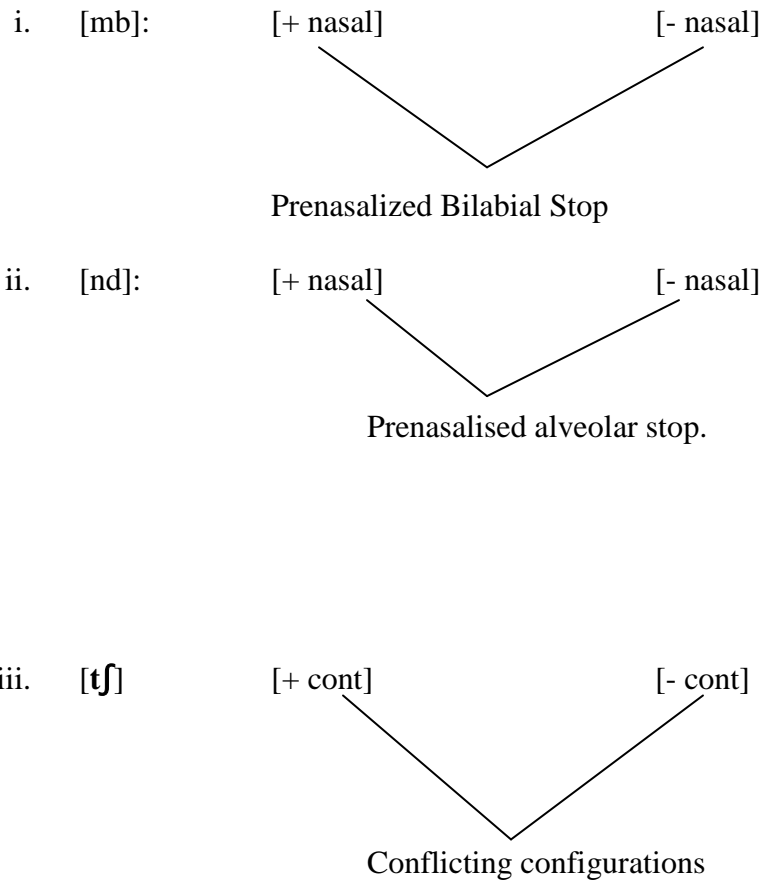 i. [mb]: [+ nasal] [- nasal]
Prenasalized Bilabial Stop
ii. [nd]: [+ nasal] [- nasal]
Prenasalised alveolar stop.
iii. [tʃ] [+ cont] [- cont]
Conflicting configurations